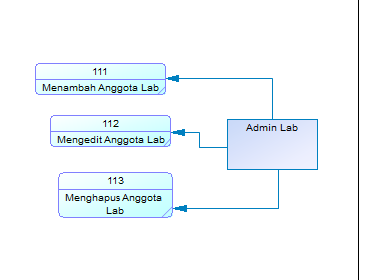 111
Menambah Anggota Lab
112
Mengedit Anggota Lab
Admin Lab
113
Menghapus Anggota
Lab